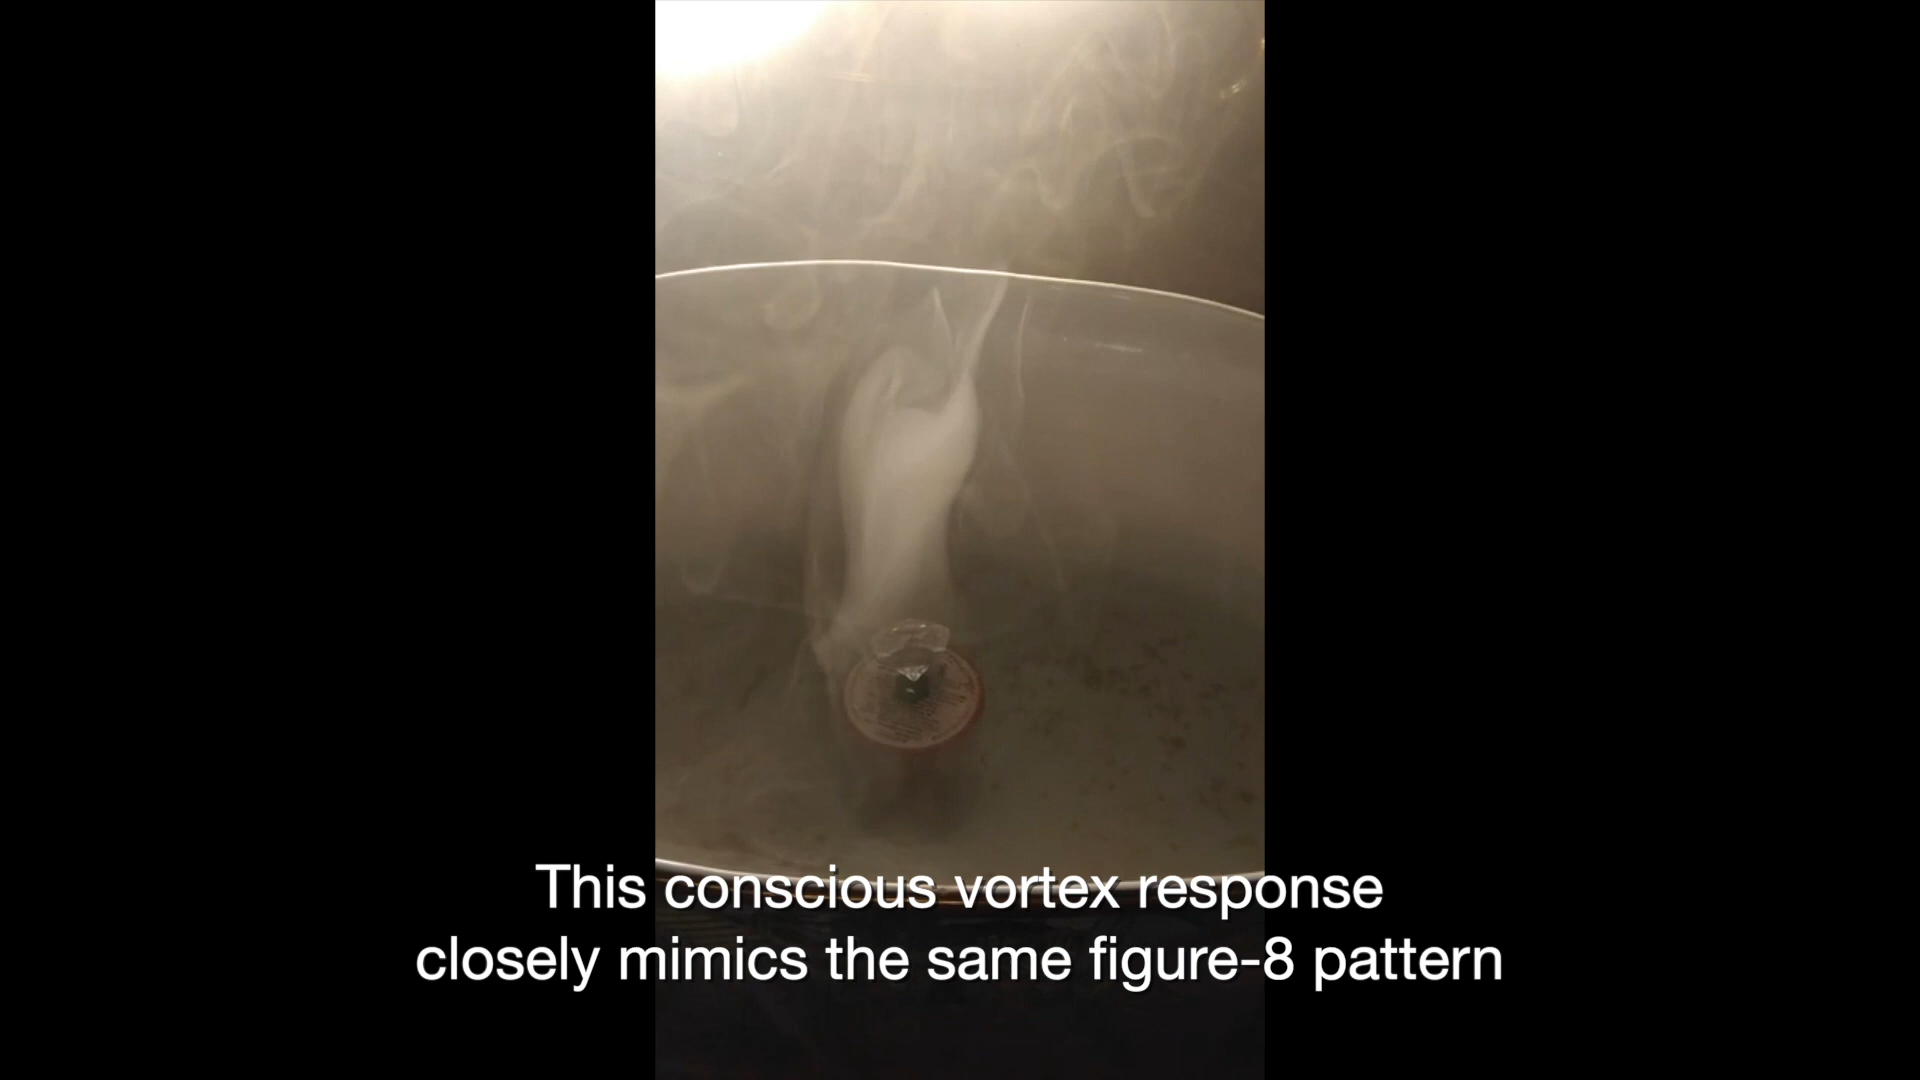 This conscious vortex response
closely mimics the same figure-8 pattern